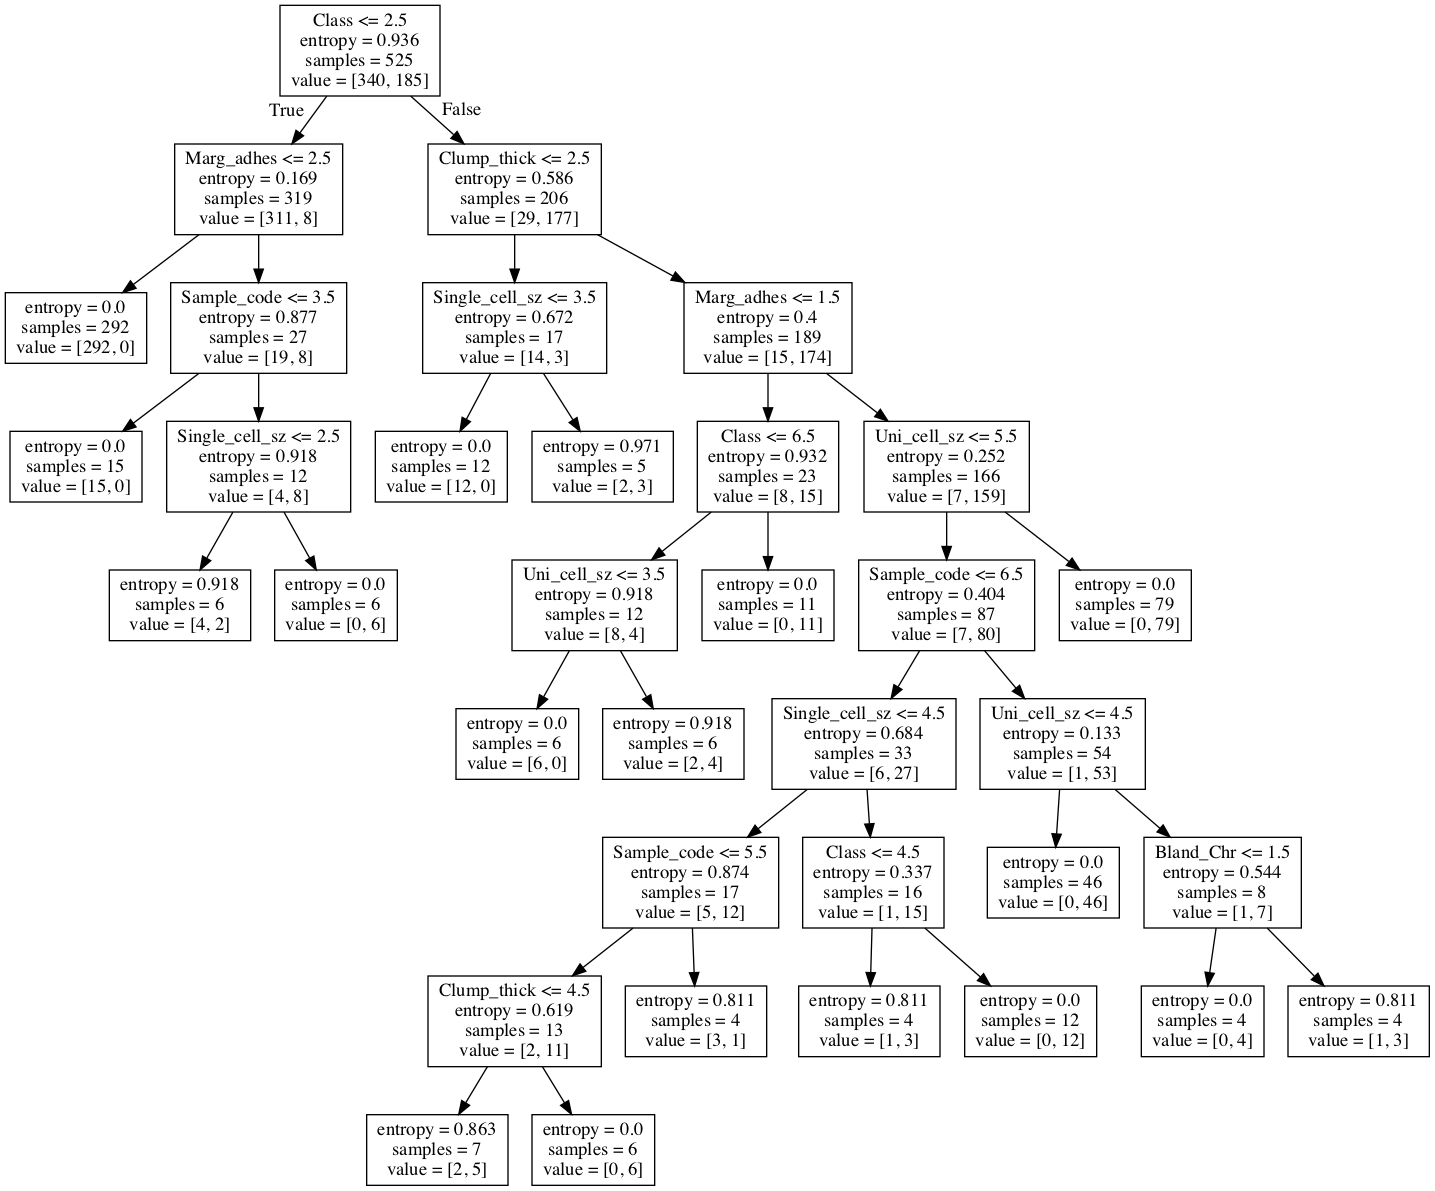 Class <= 2.5
entropy = 0.936
samples = 525
value = [340, 185]
True
False
Marg_adhes <= 2.5
entropy = 0.169
samples = 319
value = [311, 8]
Clump_thick <= 2.5
entropy = 0.586
samples = 206
value = [29, 177]
entropy = 0.0
samples = 292
value = [292, 0]
Sample_code <= 3.5
entropy = 0.877
samples = 27
value = [19, 8]
Single_cell_sz <= 3.5
entropy = 0.672
samples = 17
value = [14, 3]
Marg_adhes <= 1.5
entropy = 0.4
samples = 189
value = [15, 174]
entropy = 0.0
samples = 15
value = [15, 0]
Single_cell_sz <= 2.5
entropy = 0.918
samples = 12
value = [4, 8]
entropy = 0.0
samples = 12
value = [12, 0]
entropy = 0.971
samples = 5
value = [2, 3]
Class <= 6.5
entropy = 0.932
samples = 23
value = [8, 15]
Uni_cell_sz <= 5.5
entropy = 0.252
samples = 166
value = [7, 159]
entropy = 0.918
samples = 6
value = [4, 2]
entropy = 0.0
samples = 6
value = [0, 6]
Uni_cell_sz <= 3.5
entropy = 0.918
samples = 12
value = [8, 4]
entropy = 0.0
samples = 11
value = [0, 11]
Sample_code <= 6.5
entropy = 0.404
samples = 87
value = [7, 80]
entropy = 0.0
samples = 79
value = [0, 79]
entropy = 0.0
samples = 6
value = [6, 0]
entropy = 0.918
samples = 6
value = [2, 4]
Single_cell_sz <= 4.5
entropy = 0.684
samples = 33
value = [6, 27]
Uni_cell_sz <= 4.5
entropy = 0.133
samples = 54
value = [1, 53]
Sample_code <= 5.5
entropy = 0.874
samples = 17
value = [5, 12]
Class <= 4.5
entropy = 0.337
samples = 16
value = [1, 15]
entropy = 0.0
samples = 46
value = [0, 46]
Bland_Chr <= 1.5
entropy = 0.544
samples = 8
value = [1, 7]
Clump_thick <= 4.5
entropy = 0.619
samples = 13
value = [2, 11]
entropy = 0.811
samples = 4
value = [3, 1]
entropy = 0.811
samples = 4
value = [1, 3]
entropy = 0.0
samples = 12
value = [0, 12]
entropy = 0.0
samples = 4
value = [0, 4]
entropy = 0.811
samples = 4
value = [1, 3]
entropy = 0.863
samples = 7
value = [2, 5]
entropy = 0.0
samples = 6
value = [0, 6]